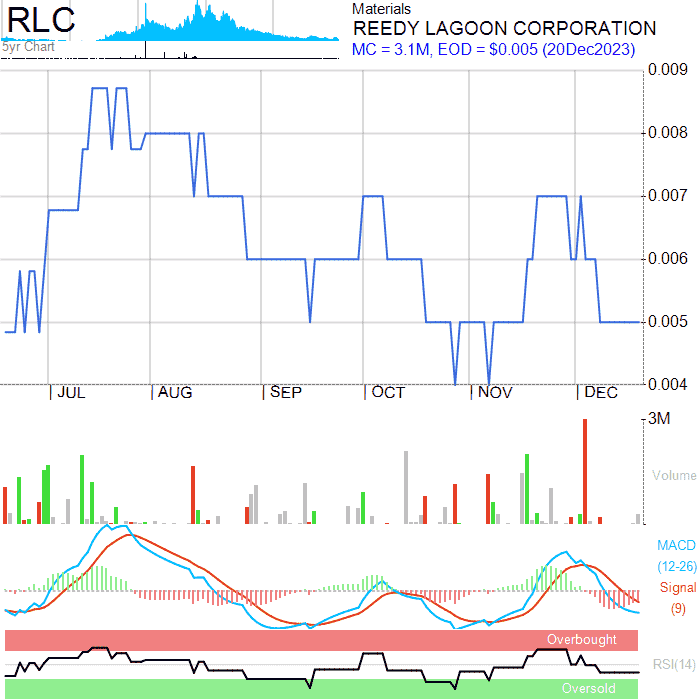 RLC
5yr Chart
Materials
REEDY LAGOON CORPORATION
MC = 3.1M, EOD = $0.005 (20Dec2023)
0.009
0.008
0.007
0.006
0.005
0.004
JUL AUG SEP OCT NOV DEC
3M
Volume
MACD
(12-26)
Signal
(9)
Overbought
RSI(14)
Oversold